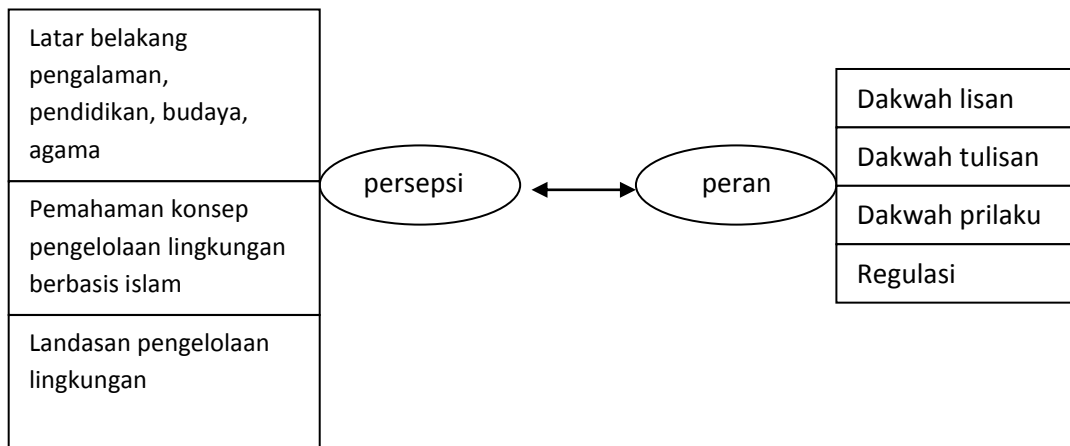 Latar belakang
pengalaman,
pendidikan, budaya,
agama
Pemahaman konsep
pengelolaan lingkungan
berbasis islam
Landasan pengelolaan
lingkungan
persepsi
peran
Dakwah lisan
Dakwah tulisan
Dakwah prilaku
Regulasi